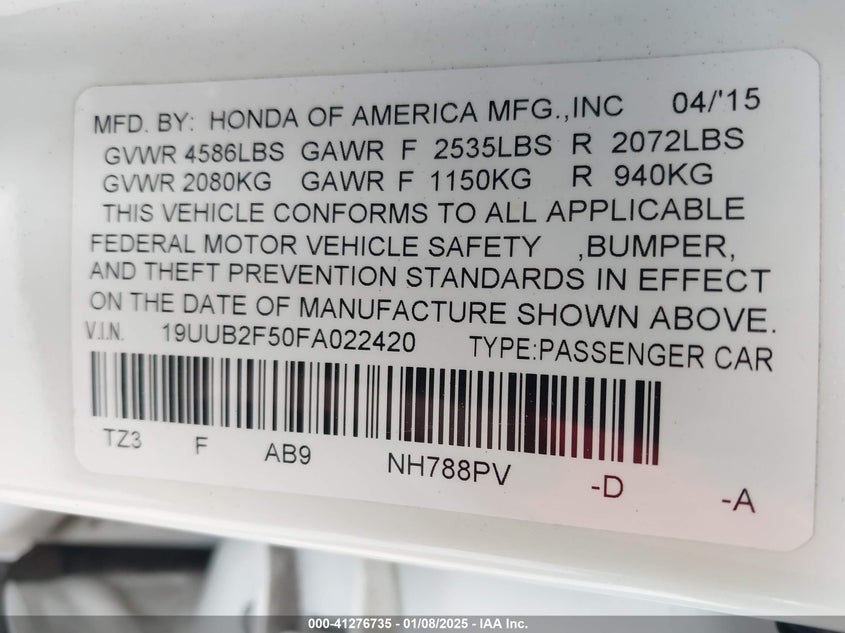 MFD. BY: HONDA OF AMERICA MFG.,INC 04/'15
GVWR 4586LBS GAWR F 2535LBS R 2072LBS
GVWR 2080KG GAWR F 1150KG R 940KG
THIS VEHICLE CONFORMS TO ALL APPLICABLE
FEDERAL MOTOR VEHICLE SAFETY ,BUMPER,
AND THEFT PREVENTION STANDARDS IN EFFECT
ON THE DATE OF MANUFACTURE SHOWN ABOVE.
V.I.N. 19UUB2F50FA022420 TYPE:PASSENGER CAR
TZ3 F AB9 NH788PV -D -A
000-41276735 - 01/08/2025 - IAA Inc.